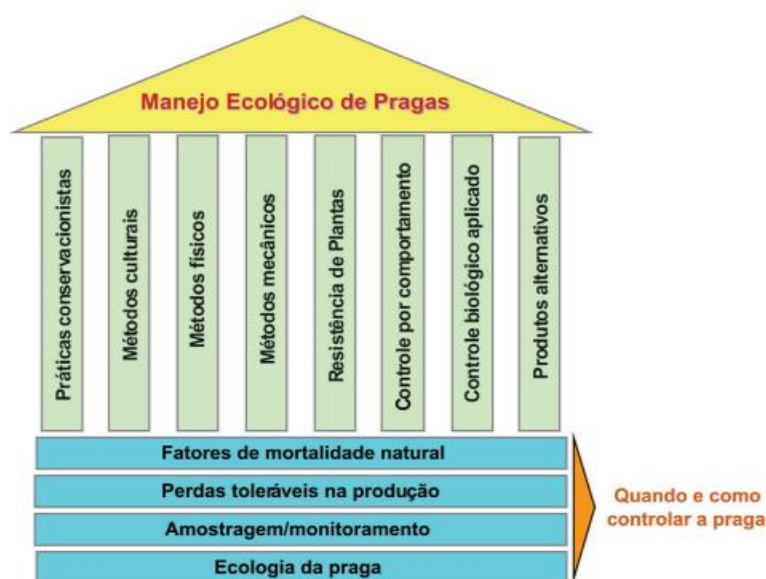 Manejo Ecológico de Pragas
Práticas conservacionistas
Métodos culturais
Métodos físicos
Métodos mecânicos
Resistência de Plantas
Controle por comportamento
Controle biológico aplicado
Produtos alternativos
Fatores de mortalidade natural
Perdas toleráveis na produção
Amostragem/monitoramento
Ecologia da praga
Quando e como
controlar a praga